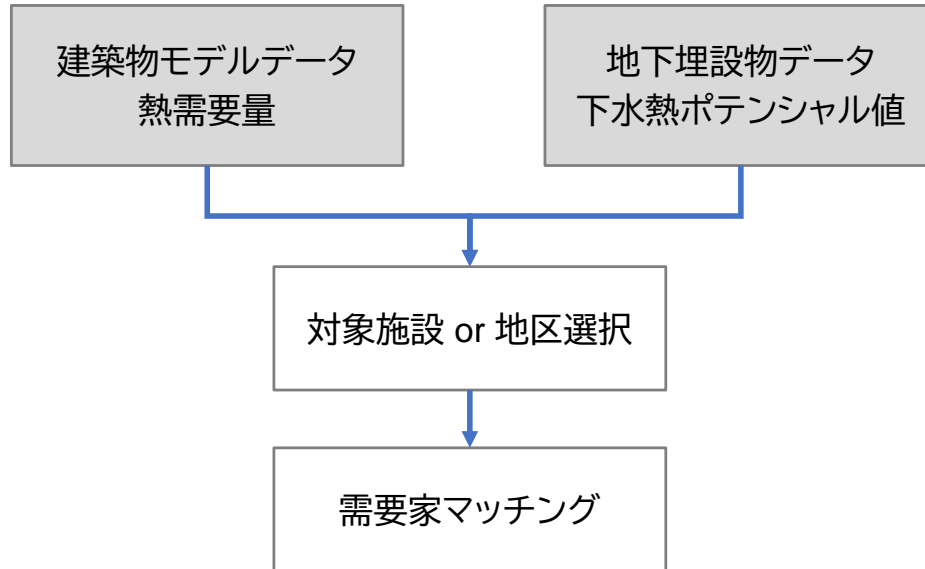 建築物モデルデータ
熱需要量
地下埋設物データ
下水熱ポテンシャル値
対象施設 or 地区選択
需要家マッチング